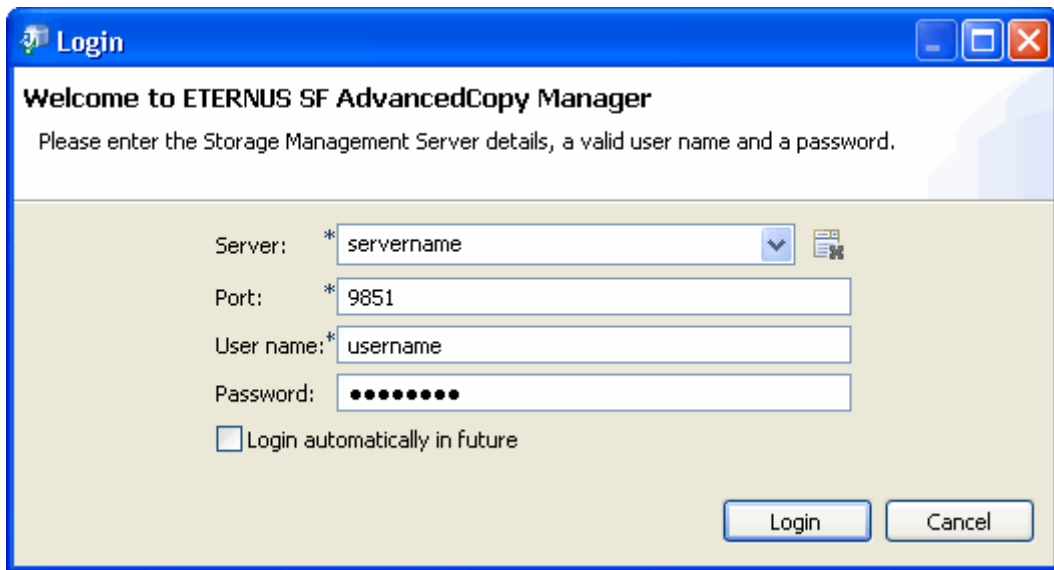 Login
Welcome to ETERNUS SF AdvancedCopy Manager
Please enter the Storage Management Server details, a valid user name and a password.
Server: * servername
Port: * 9851
User name:* username
Password: ●●●●●●●●
Login automatically in future
Login Cancel